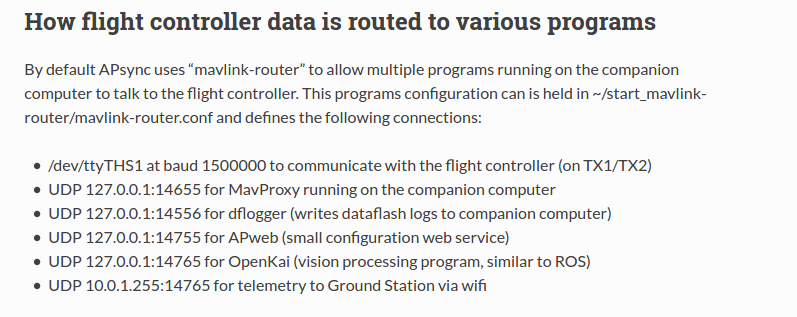 How flight controller data is routed to various programs
By default APsync uses “mavlink-router” to allow multiple programs running on the companion
computer to talk to the flight controller. This programs configuration can is held in ~/start_mavlink-
router/mavlink-router.conf and defines the following connections:
• /dev/ttyTHS1 at baud 1500000 to communicate with the flight controller (on TX1/TX2)
• UDP 127.0.0.1:14655 for MavProxy running on the companion computer
• UDP 127.0.0.1:14556 for dflogger (writes dataflash logs to companion computer)
• UDP 127.0.0.1:14755 for APweb (small configuration web service)
• UDP 127.0.0.1:14765 for OpenKai (vision processing program, similar to ROS)
• UDP 10.0.1.255:14765 for telemetry to Ground Station via wifi